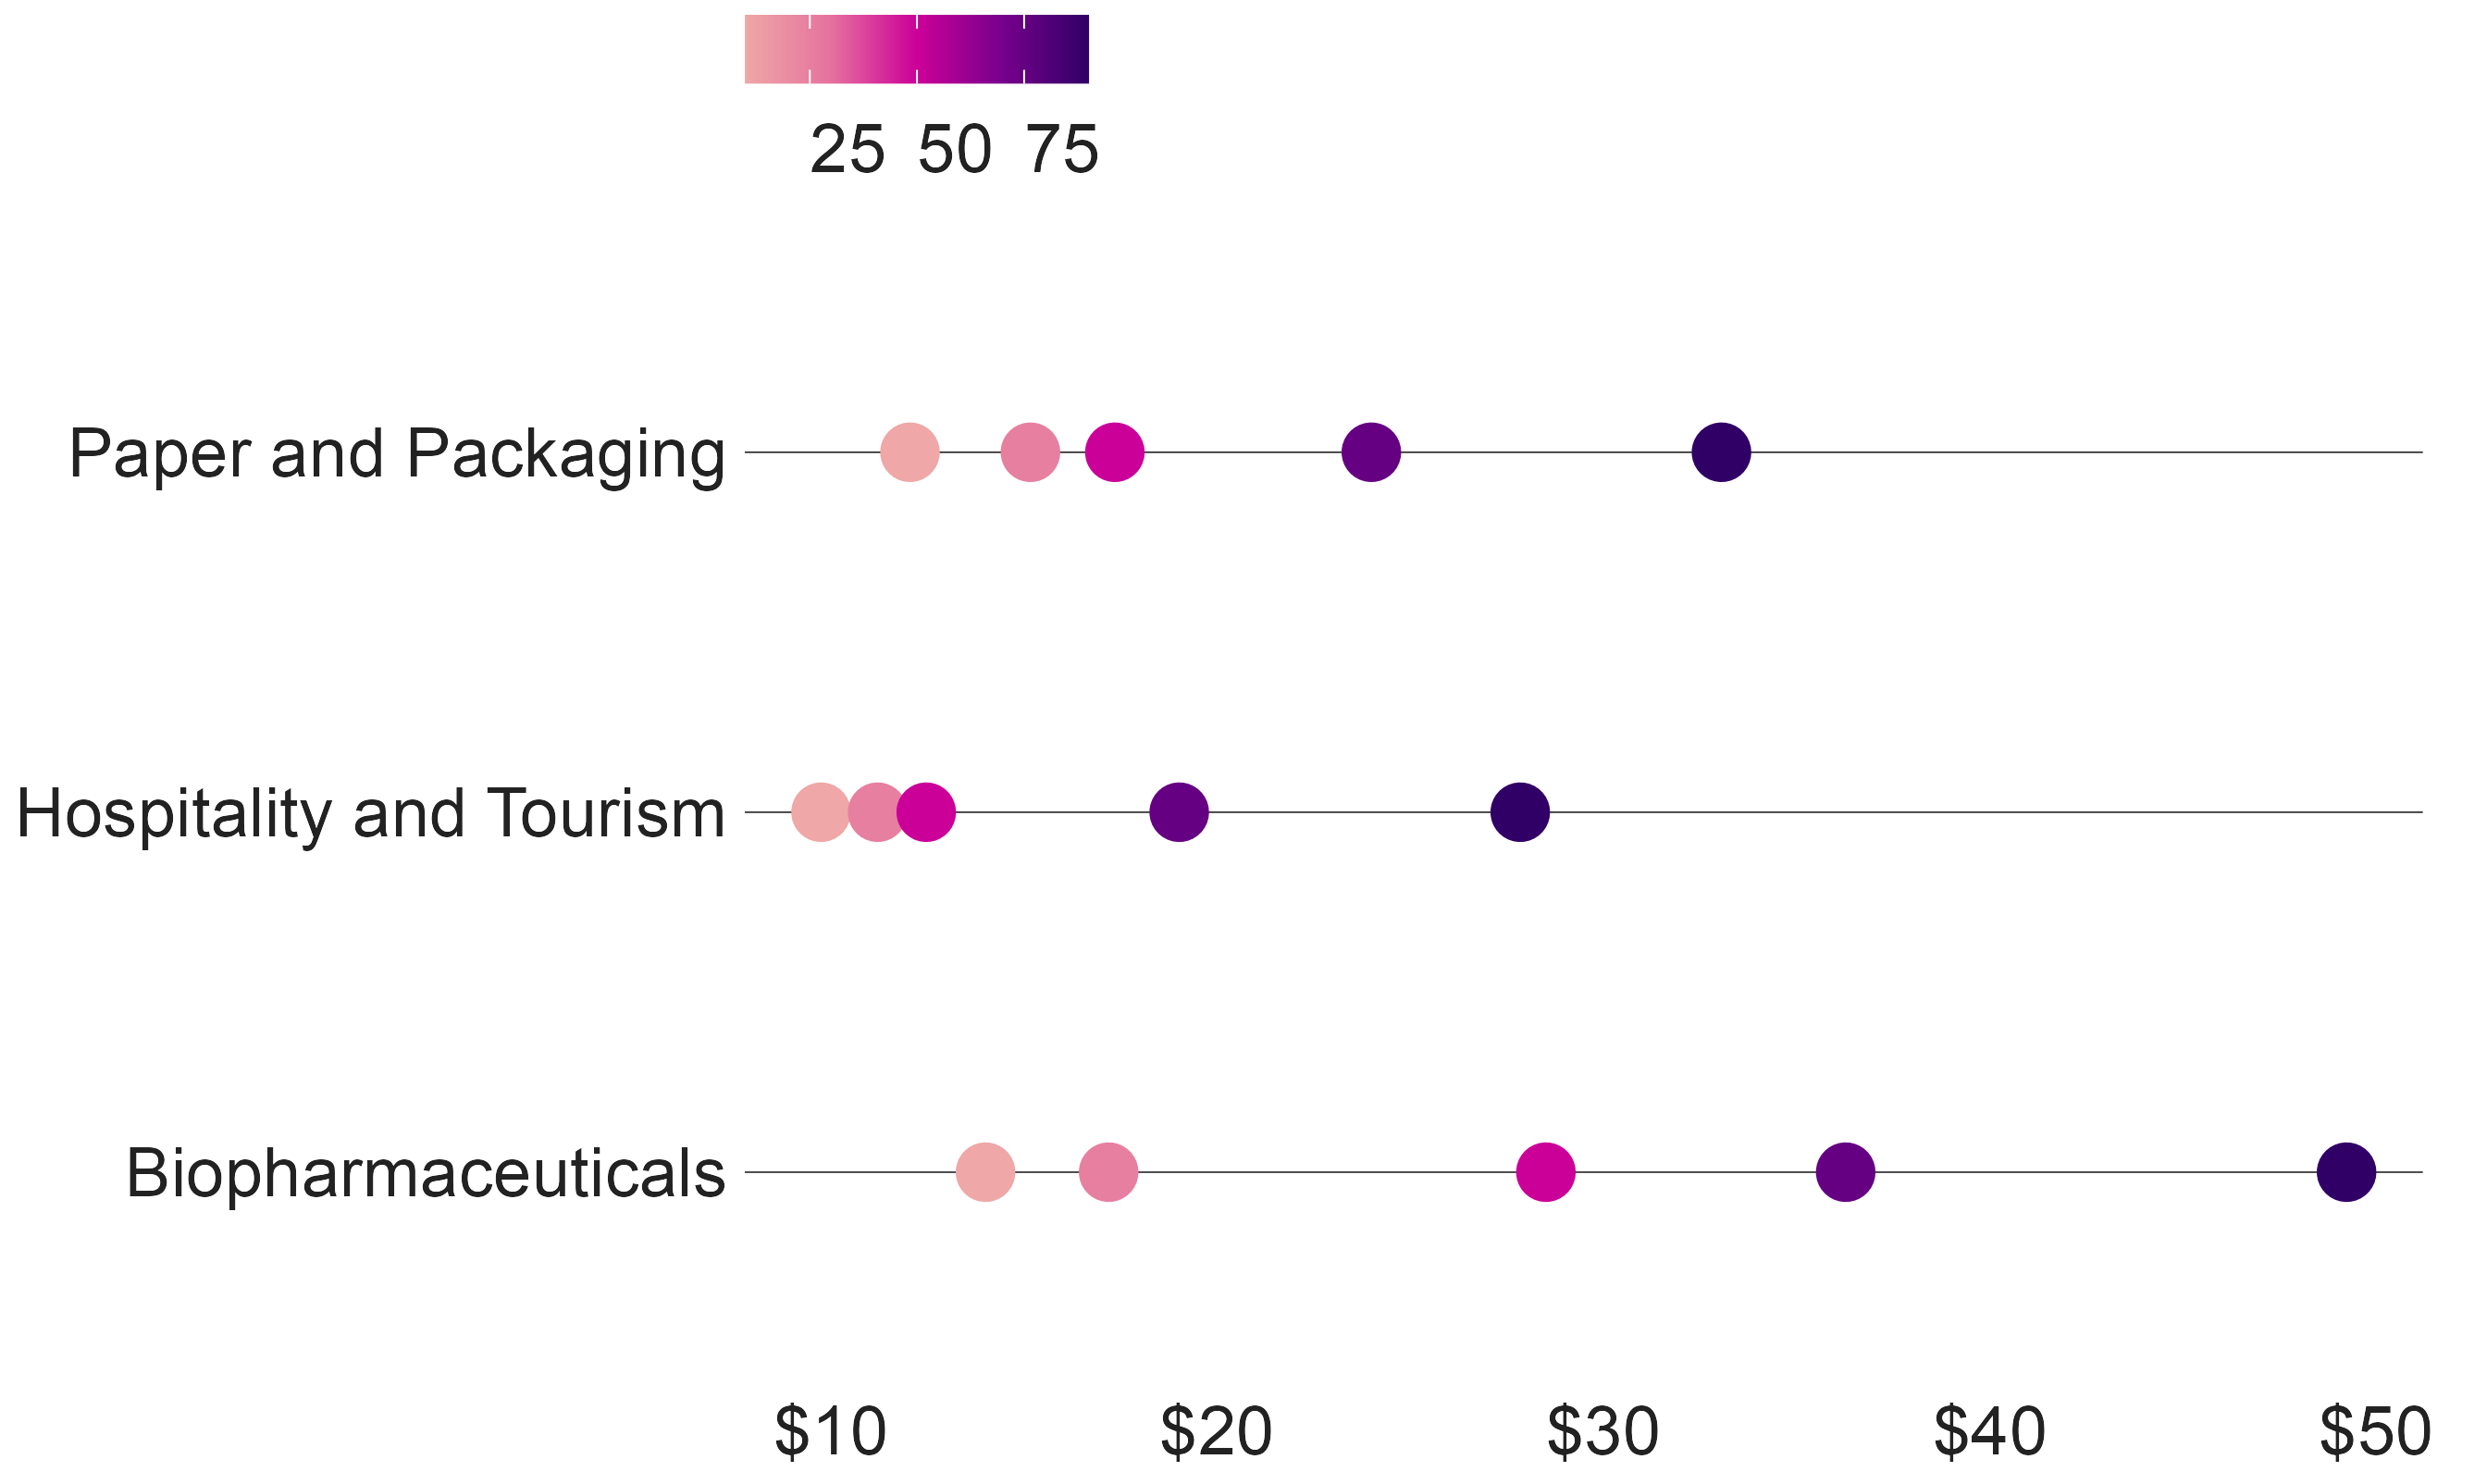 25 50 75
Paper and Packaging
Hospitality and Tourism
Biopharmaceuticals
$10 $20 $30 $40 $50